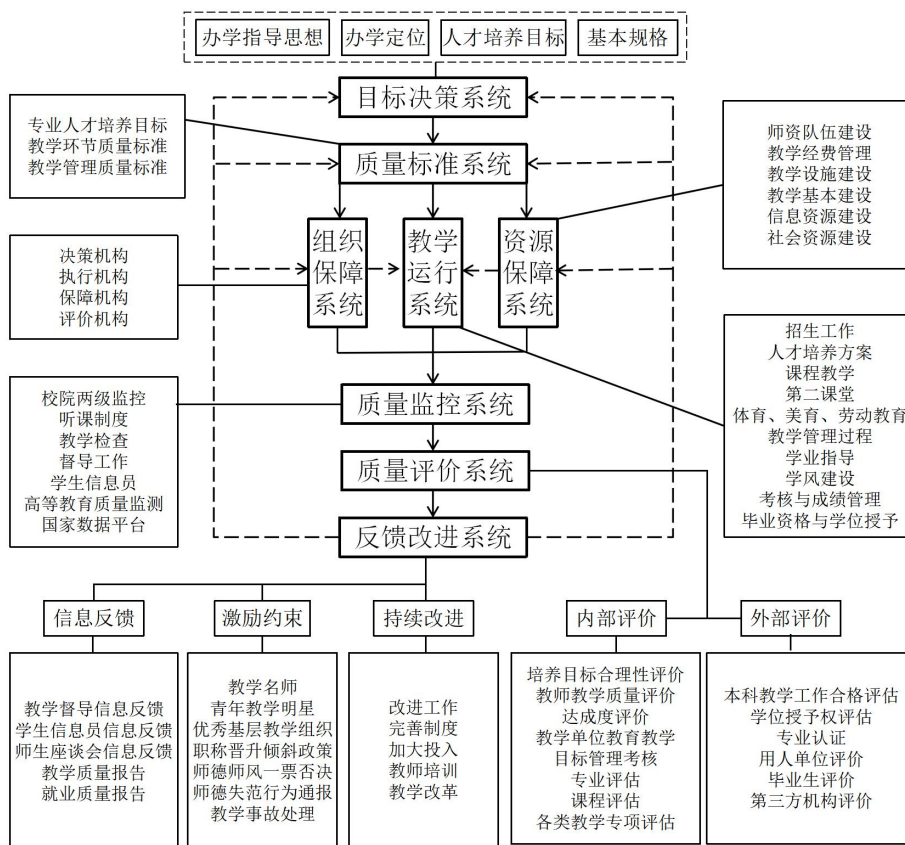 办学指导思想
办学定位
人才培养目标
基本规格
目标决策系统
专业人才培养目标
教学环节质量标准
教学管理质量标准
质量标准系统
师资队伍建设
教学经费管理
教学设施建设
教学基本建设
信息资源建设
社会资源建设
决策机构
执行机构
保障机构
评价机构
组织
保障
系统
教学
运行
系统
资源
保障
系统
招生工作
人才培养方案
课程教学
第二课堂
体育、美育、劳动教育
教学管理过程
学业指导
学风建设
考核与成绩管理
毕业资格与学位授予
校院两级监控
听课制度
教学检查
督导工作
学生信息员
高等教育质量监测
国家数据平台
质量监控系统
质量评价系统
反馈改进系统
信息反馈
激励约束
持续改进
内部评价
外部评价
教学督导信息反馈
学生信息员信息反馈
师生座谈会信息反馈
教学质量报告
就业质量报告
教学名师
青年教学明星
优秀基层教学组织
职称晋升倾斜政策
师德师风一票否决
师德失范行为通报
教学事故处理
改进工作
完善制度
加大投入
教师培训
教学改革
培养目标合理性评价
教师教学质量评价
达成度评价
教学单位教育教学
目标管理考核
专业评估
课程评估
各类教学专项评估
本科教学工作合格评估
学位授予权评估
专业认证
用人单位评价
毕业生评价
第三方机构评价